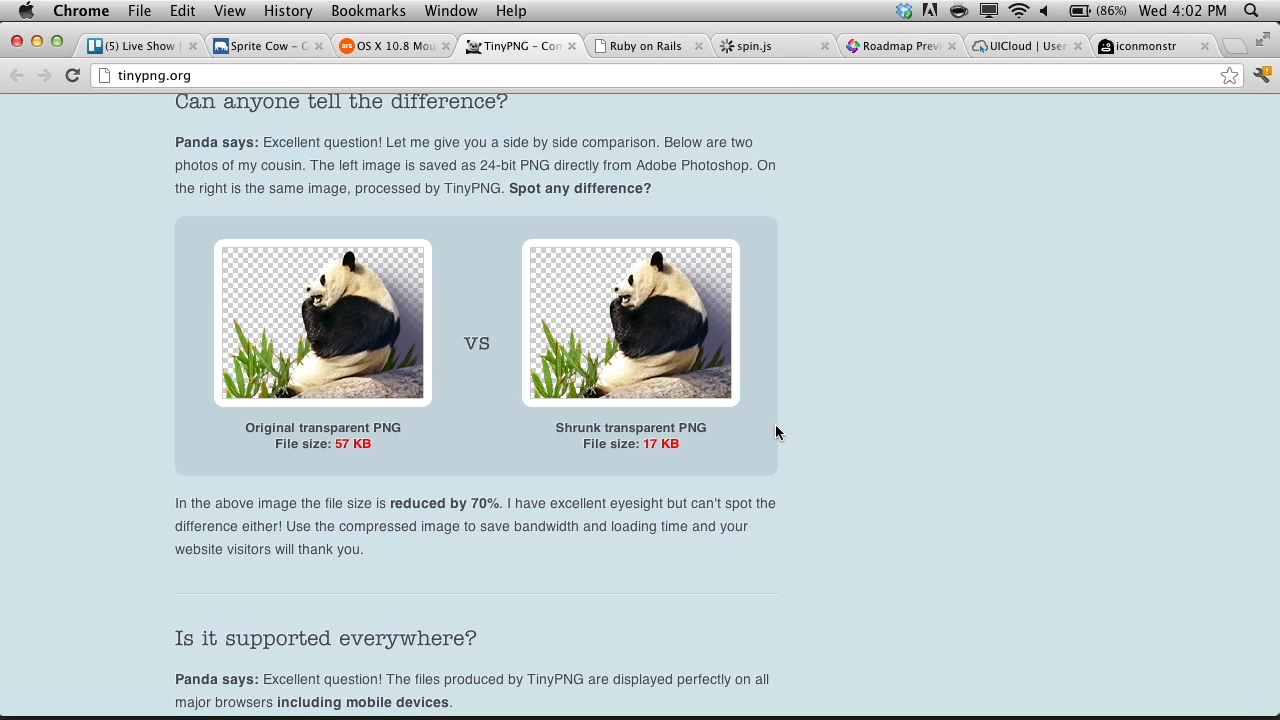 Chrome File Edit View History Bookmarks Window Help (86%) Wed 4:02 PM
(5) Live Show Sprite Cow – G ars OS X 10.8 Mou TinyPNG – Con Ruby on Rails spin.js Roadmap Previ UICloud | User iconmonstr
tinypng.org
Can anyone tell the difference?
Panda says: Excellent question! Let me give you a side by side comparison. Below are two
photos of my cousin. The left image is saved as 24-bit PNG directly from Adobe Photoshop. On
the right is the same image, processed by TinyPNG. Spot any difference?
vs
Original transparent PNG
File size: 57 KB
Shrunk transparent PNG
File size: 17 KB
In the above image the file size is reduced by 70%. I have excellent eyesight but can't spot the
difference either! Use the compressed image to save bandwidth and loading time and your
website visitors will thank you.
Is it supported everywhere?
Panda says: Excellent question! The files produced by TinyPNG are displayed perfectly on all
major browsers including mobile devices.